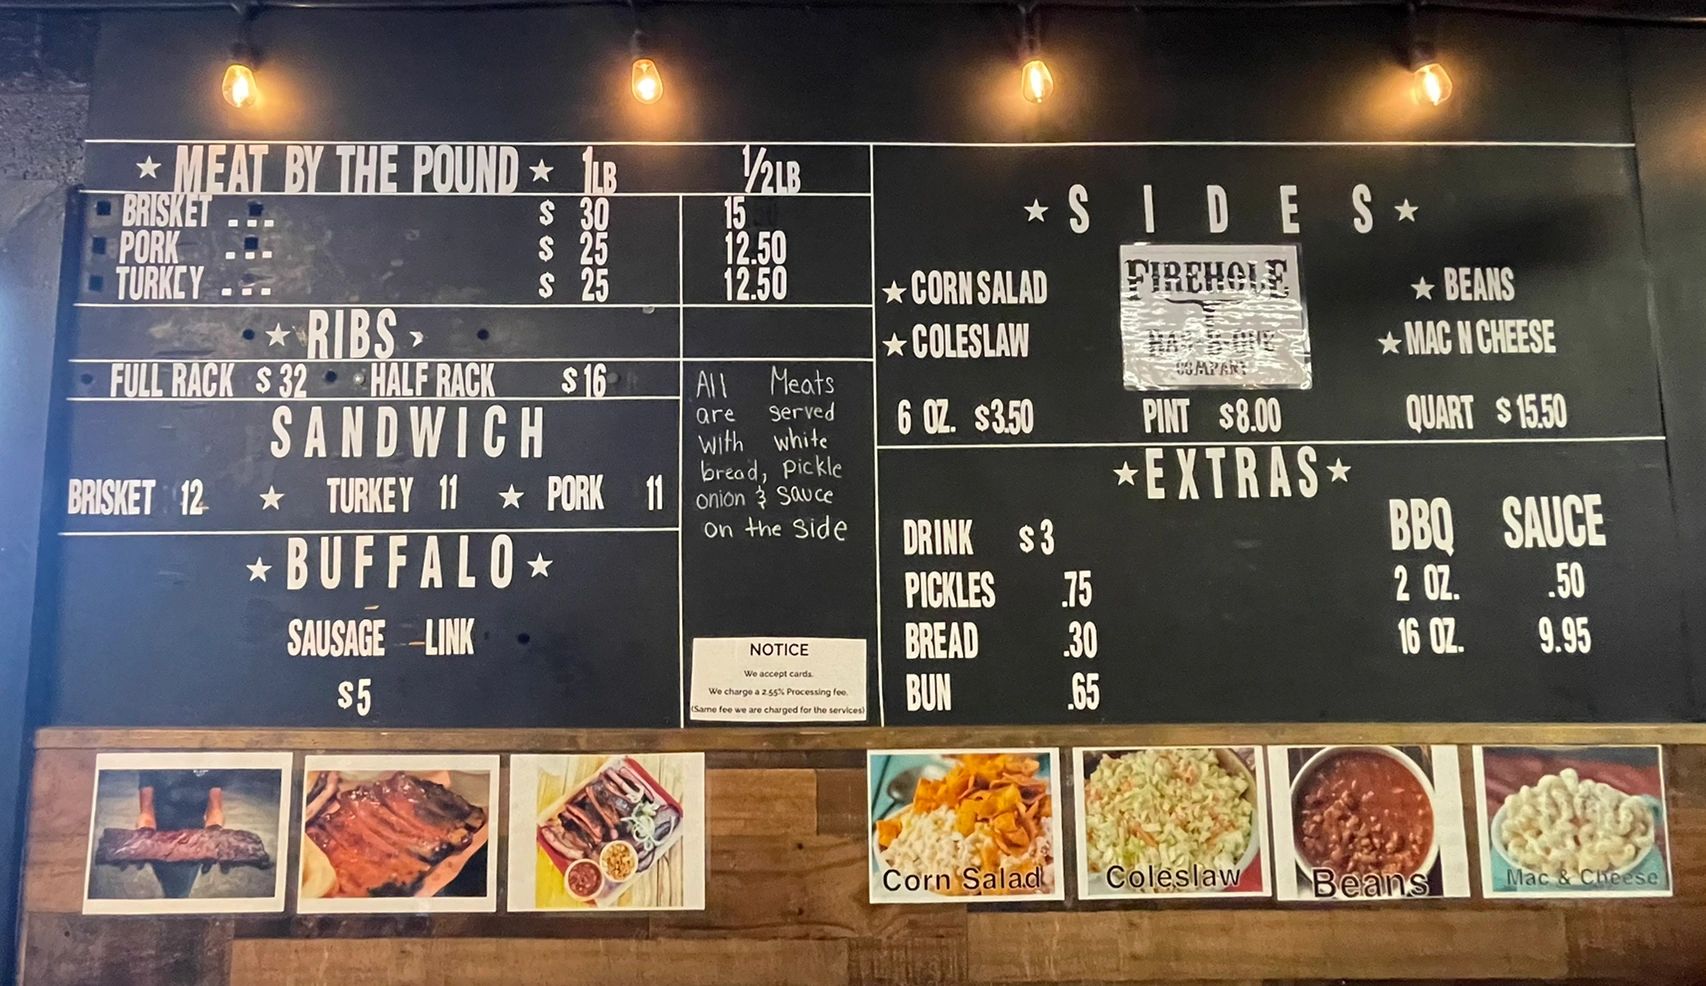 ★ MEAT BY THE POUND ★ 1LB 1/2LB
BRISKET ... $ 30 15
PORK ... $ 25 12.50
TURKEY ... $ 25 12.50
★ RIBS
FULL RACK $ 32 HALF RACK $ 16
SANDWICH
BRISKET 12 ★ TURKEY 11 ★ PORK 11
★ BUFFALO ★
SAUSAGE LINK
$5
All Meats
are served
with white
bread, pickle
onion & sauce
on the side
NOTICE
We accept cards.
We charge a 2.55% Processing fee.
(Same fee we are charged for the services)
★ SIDES ★
★ CORN SALAD
★ COLESLAW
FIREHOLE
BAR-B-QUE
COMPANY
★ BEANS
★ MAC N CHEESE
6 OZ. $3.50 PINT $8.00 QUART $15.50
★ EXTRAS ★
DRINK $3
PICKLES .75
BREAD .30
BUN .65
BBQ SAUCE
2 OZ. .50
16 OZ. 9.95
Corn Salad
Coleslaw
Beans
Mac & Cheese